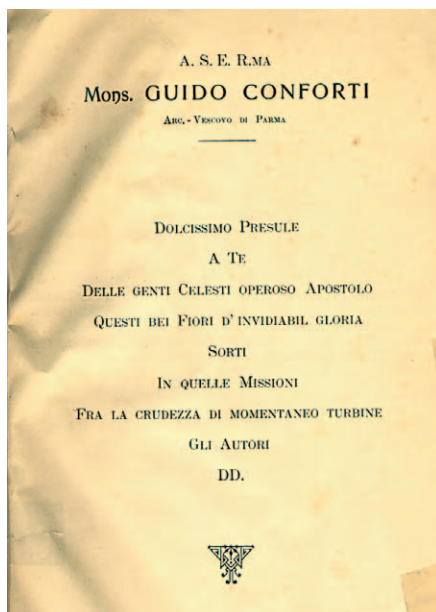 A. S. E. R.MA
Mons. GUIDO CONFORTI
ARC.-VESCOVO DI PARMA
DOLCISSIMO PRESULE
A TE
DELLE GENTI CELESTI OPEROSO APOSTOLO
QUESTI BEI FIORI D'INVIDIABIL GLORIA
SORTI
IN QUELLE MISSIONI
FRA LA CRUDEZZA DI MOMENTANEO TURBINE
GLI AUTORI
DD.